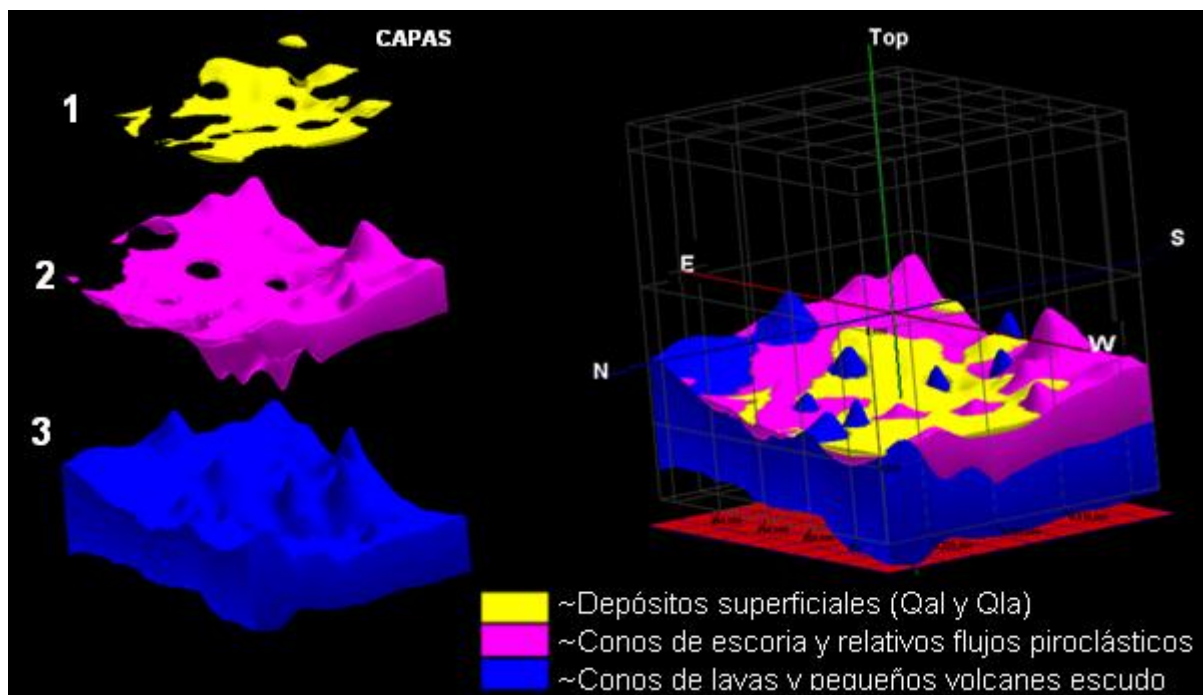 CAPAS
1
2
3
Top
E
S
N
W
~Depósitos superficiales (Qal y Qla)
~Conos de escoria y relativos flujos piroclásticos
~Conos de lavas y pequeños volcanes escudo